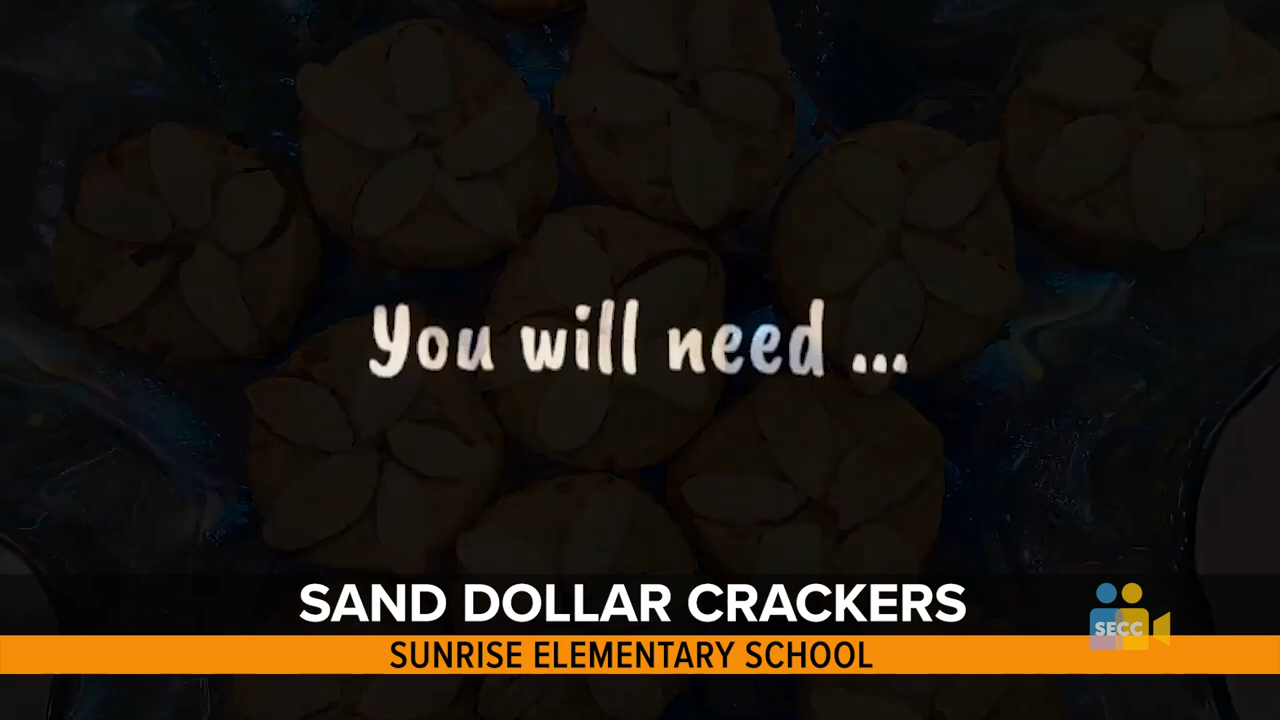 You will need ...
SAND DOLLAR CRACKERS
SECC
SUNRISE ELEMENTARY SCHOOL